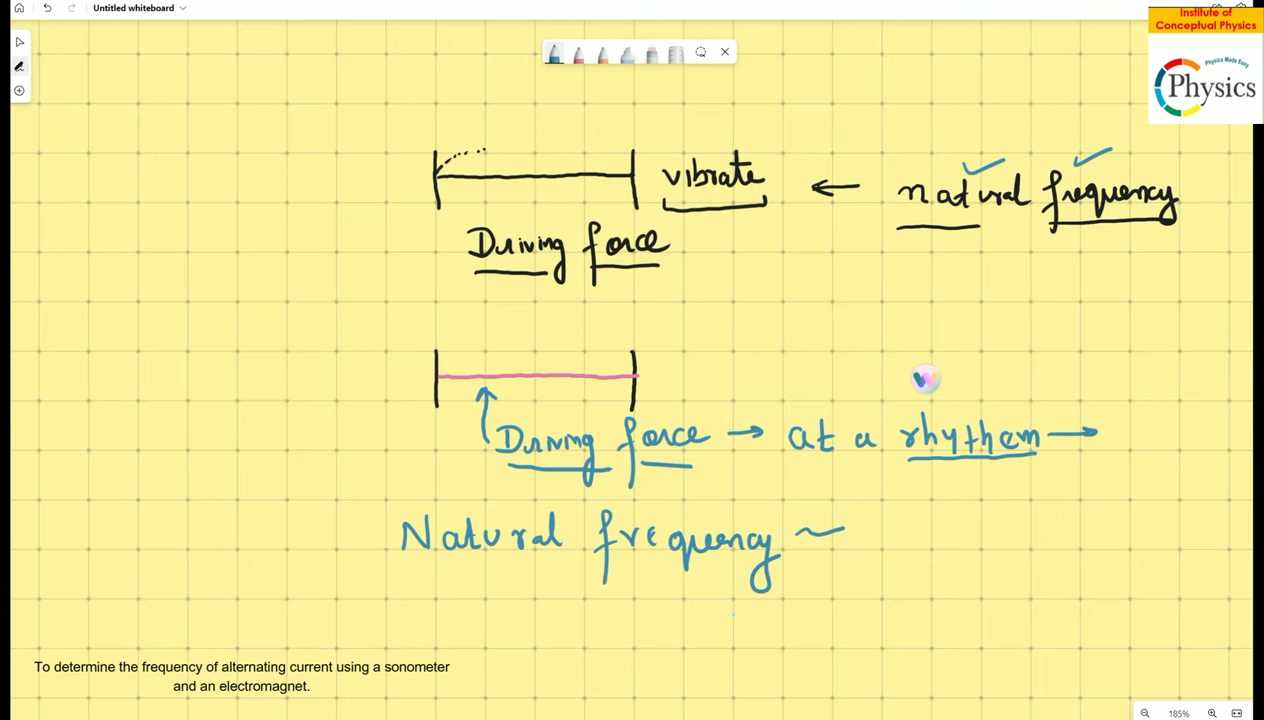 Untitled whiteboard
Institute of
Conceptual Physics
Physics Made Easy
Physics
vibrate ← natural frequency
Driving force
Driving force → at a rhythem →
Natural frequency ~
To determine the frequency of alternating current using a sonometer
and an electromagnet.
185%